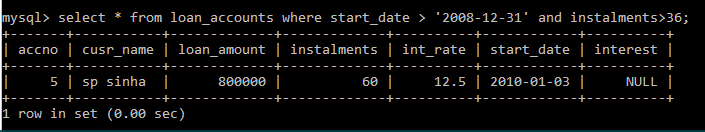 mysql> select * from loan_accounts where start_date > '2008-12-31' and instalments>36;
+-------+-----------+-------------+-------------+----------+------------+----------+
| accno | cusr_name | loan_amount | instalments | int_rate | start_date | interest |
+-------+-----------+-------------+-------------+----------+------------+----------+
|     5 | sp sinha  |      800000 |          60 |     12.5 | 2010-01-03 |     NULL |
+-------+-----------+-------------+-------------+----------+------------+----------+
1 row in set (0.00 sec)